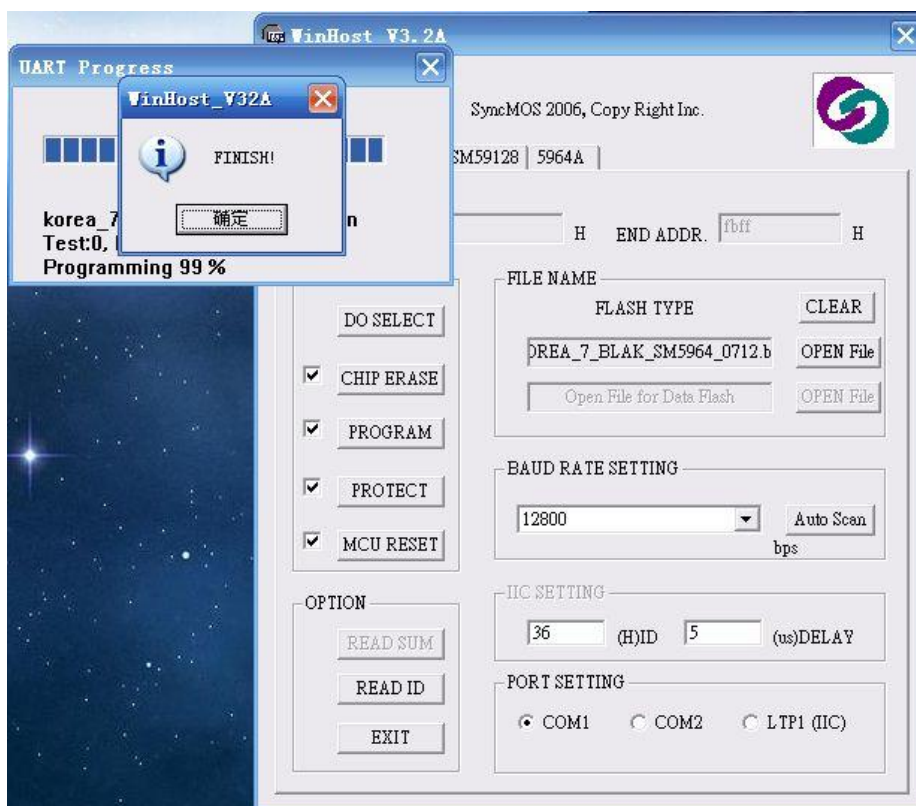 WinHost V3.2A
UART Progress
WinHost_V32A
FINISH!
确定
korea_7
n
Test:0,
Programming 99 %
SyncMOS 2006, Copy Right Inc.
SM59128
5964A
H
END ADDR.
fbff
H
DO SELECT
CHIP ERASE
PROGRAM
PROTECT
MCU RESET
FILE NAME
FLASH TYPE
CLEAR
OREA_7_BLAK_SM5964_0712.b
OPEN File
Open File for Data Flash
OPEN File
BAUD RATE SETTING
12800
Auto Scan
bps
OPTION
READ SUM
READ ID
EXIT
IIC SETTING
36
(H)ID
5
(us)DELAY
PORT SETTING
COM1
COM2
LTP1 (IIC)